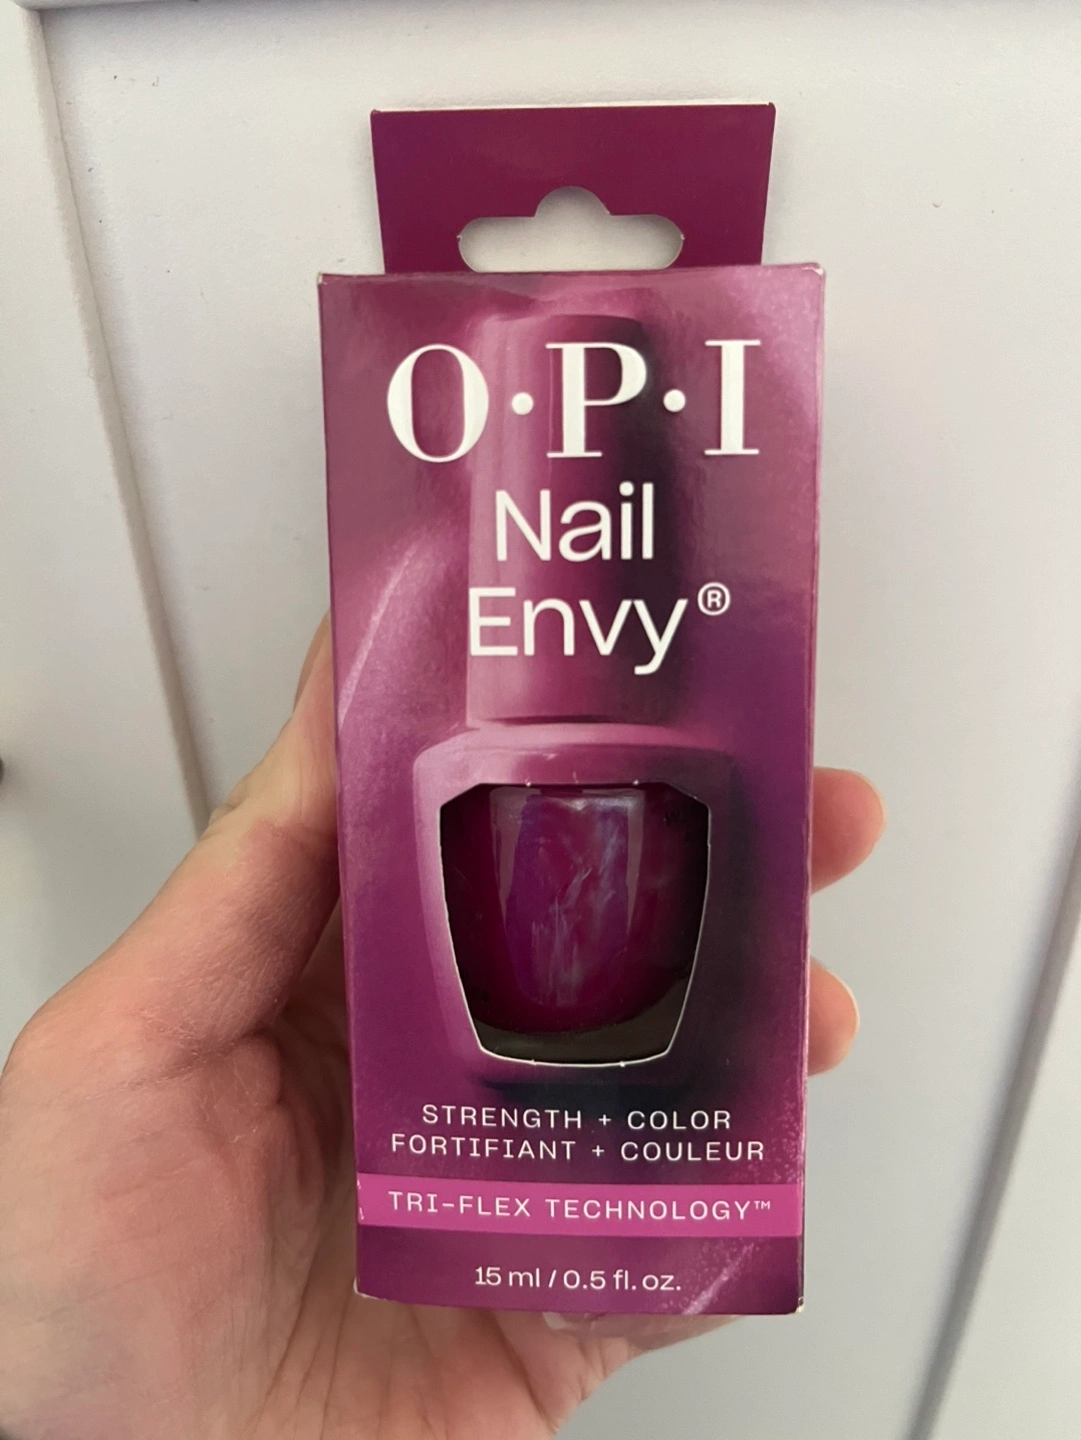 O·P·I
Nail
Envy®
STRENGTH + COLOR
FORTIFIANT + COULEUR
TRI-FLEX TECHNOLOGY™
15 ml / 0.5 fl. oz.